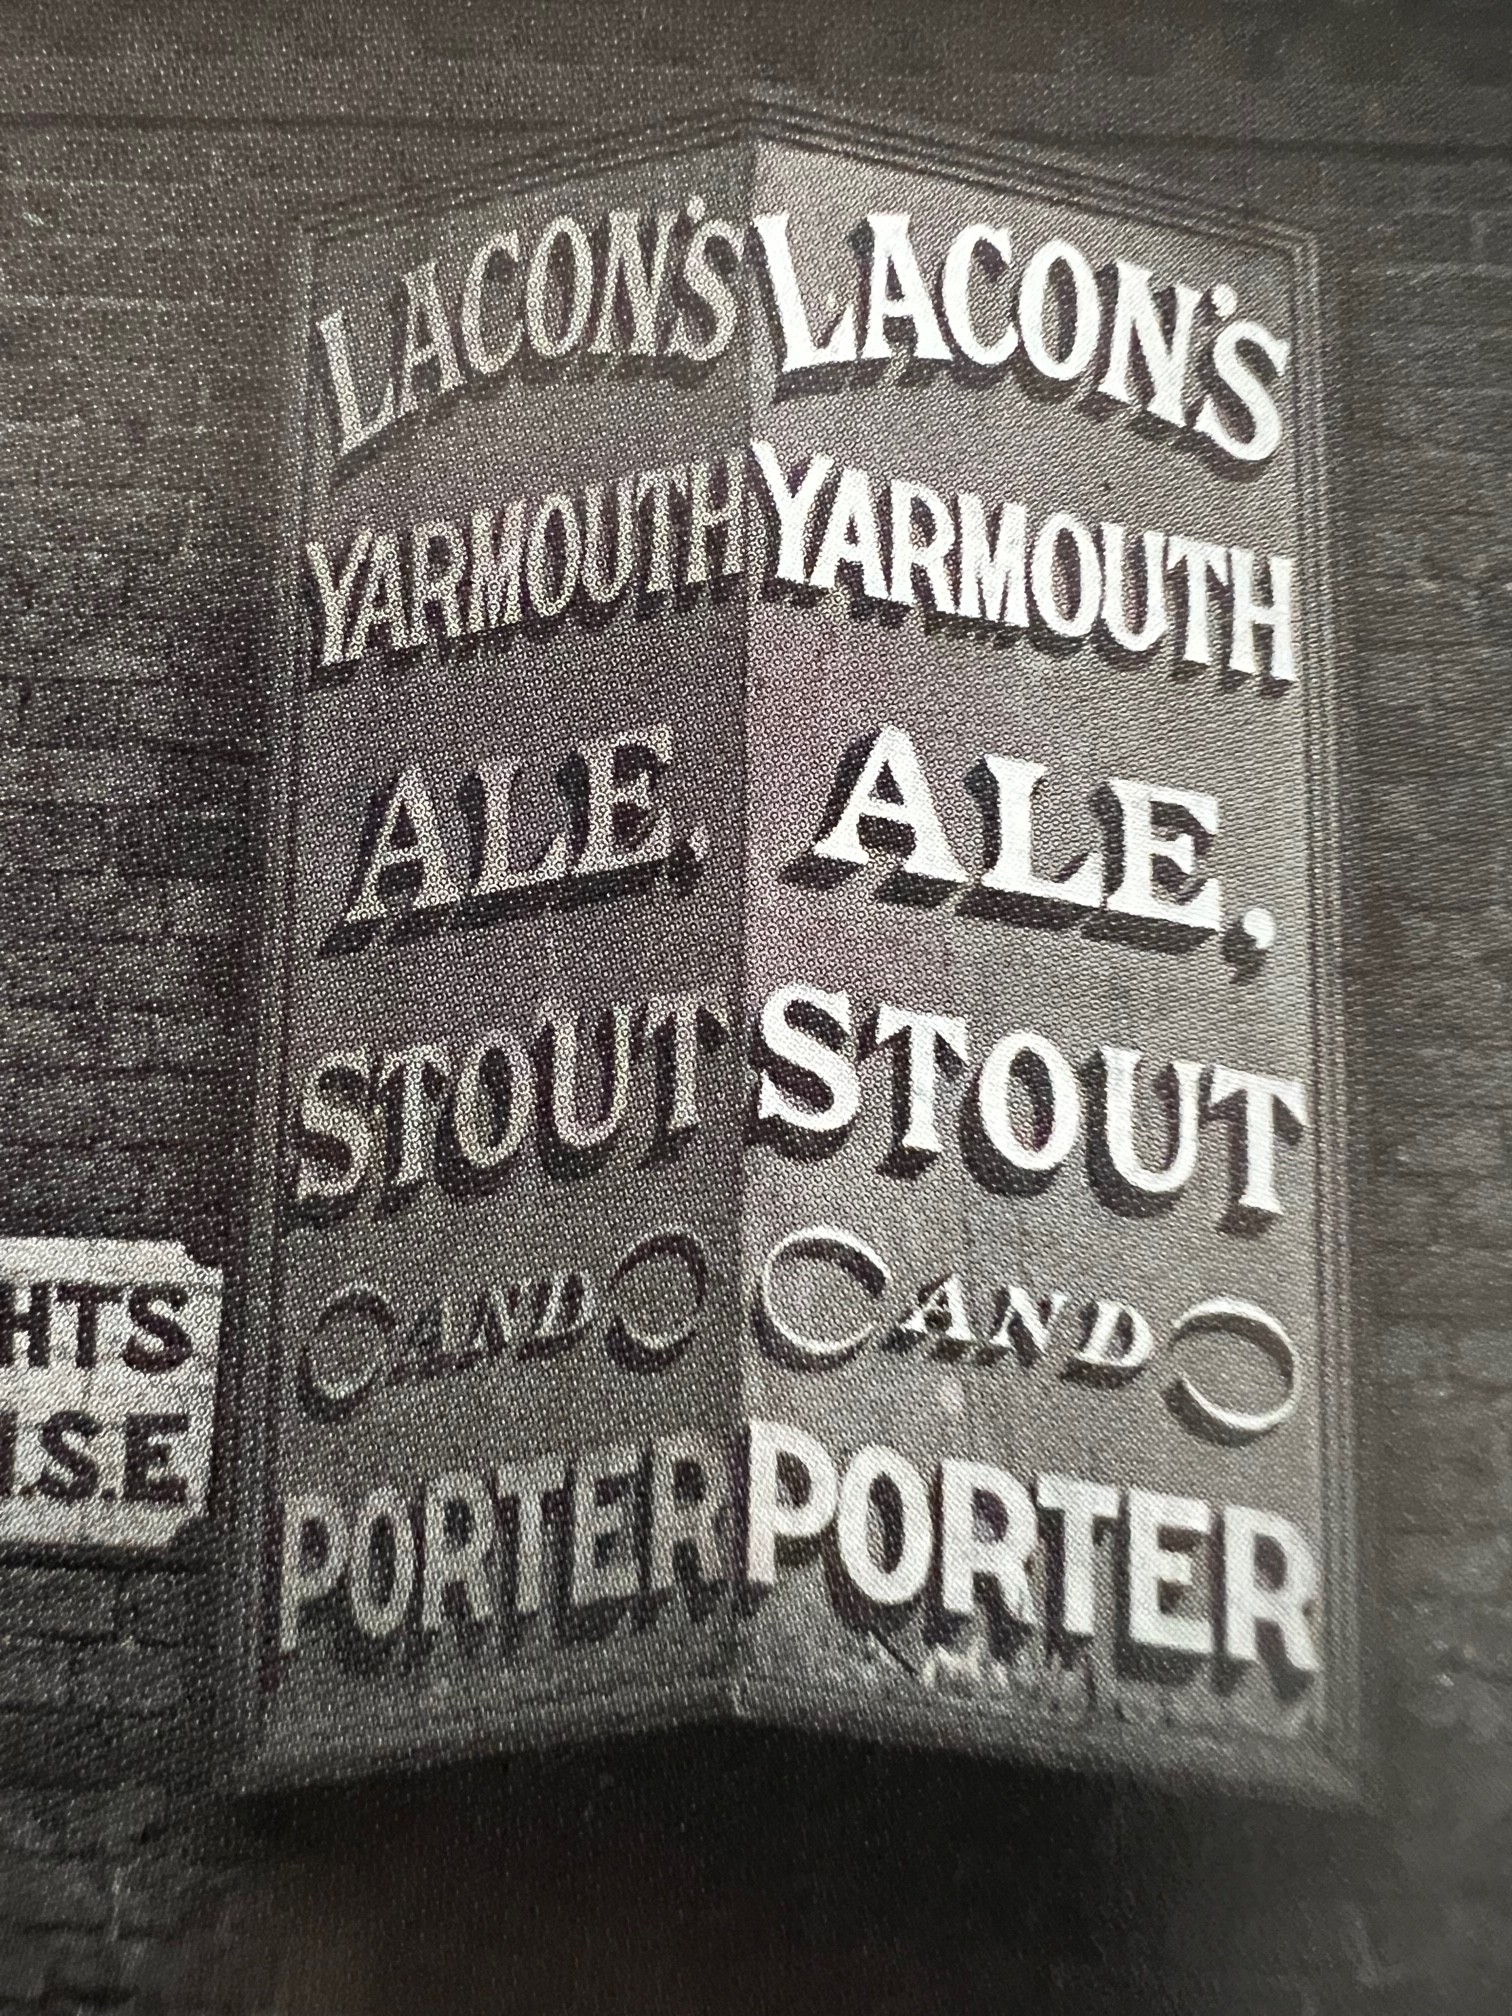 LACON'S
YARMOUTH
ALE,
STOUT
AND
PORTER
LACON'S
YARMOUTH
ALE,
STOUT
AND
PORTER
HTS
.S.E